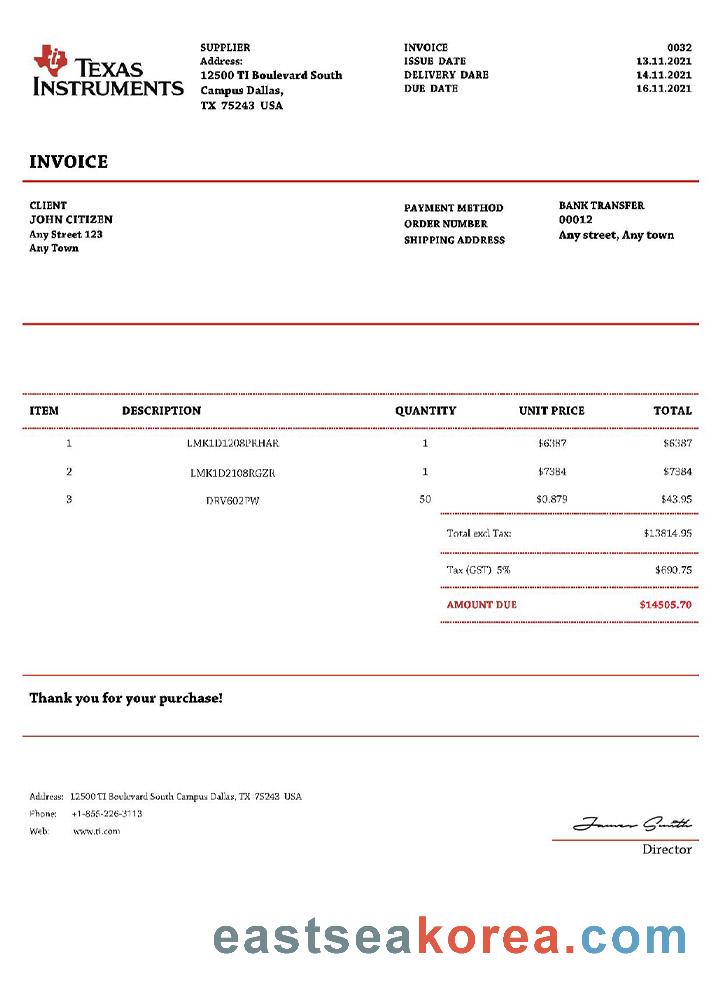 TEXAS
INSTRUMENTS
SUPPLIER
Address:
12500 TI Boulevard South
Campus Dallas,
TX 75243 USA
INVOICE 0032
ISSUE DATE 13.11.2021
DELIVERY DARE 14.11.2021
DUE DATE 16.11.2021
INVOICE
CLIENT
JOHN CITIZEN
Any Street 123
Any Town
PAYMENT METHOD BANK TRANSFER
ORDER NUMBER 00012
SHIPPING ADDRESS Any street, Any town
ITEM DESCRIPTION QUANTITY UNIT PRICE TOTAL
1 LMK1D1208PRHAR 1 $6387 $6387
2 LMK1D2108RGZR 1 $7384 $7384
3 DRV602PW 50 $0.879 $43.95
Total excl Tax: $13814.95
Tax (GST) 5% $690.75
AMOUNT DUE $14505.70
Thank you for your purchase!
Address: 12500 TI Boulevard South Campus Dallas, TX 75243 USA
Phone: +1-855-226-3113
Web: www.ti.com
James Smith
Director
eastseakorea.com